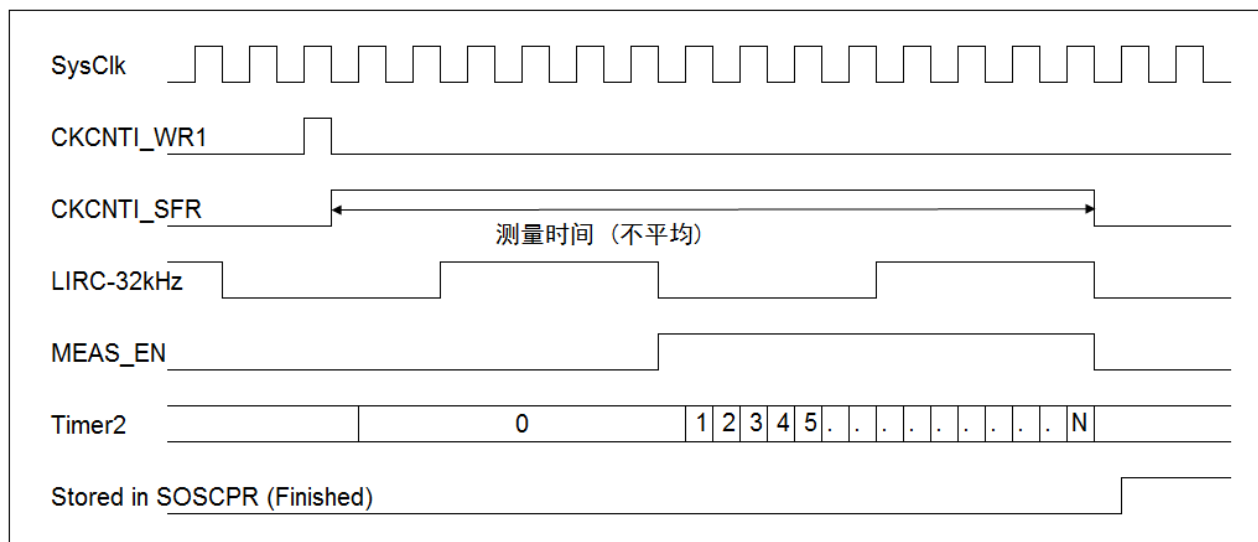 SysClk
CKCNTI_WR1
CKCNTI_SFR
测量时间 (不平均)
LIRC-32kHz
MEAS_EN
Timer2 0 1 2 3 4 5 . . . . . . . . . N
Stored in SOSCPR (Finished)